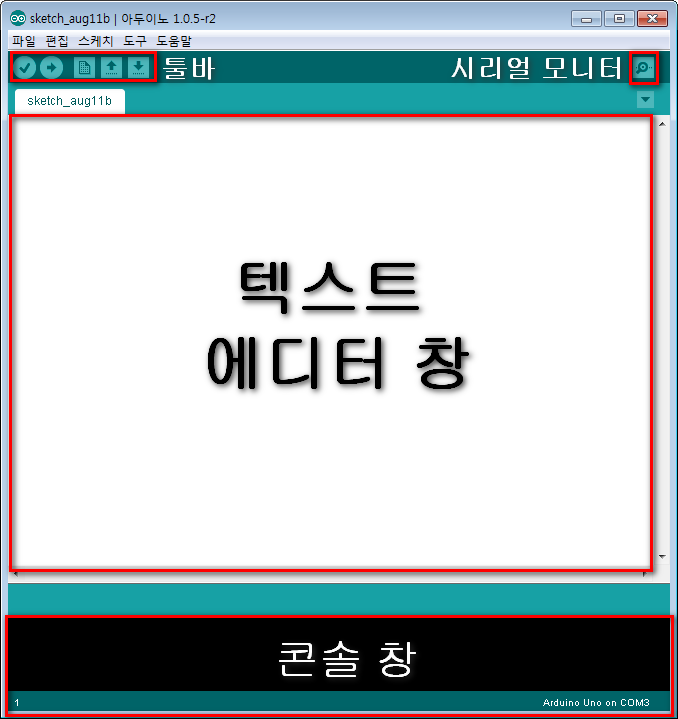 sketch_aug11b | 아두이노 1.0.5-r2
파일 편집 스케치 도구 도움말
툴바 시리얼 모니터
sketch_aug11b
텍스트
에디터 창
콘솔 창
1 Arduino Uno on COM3